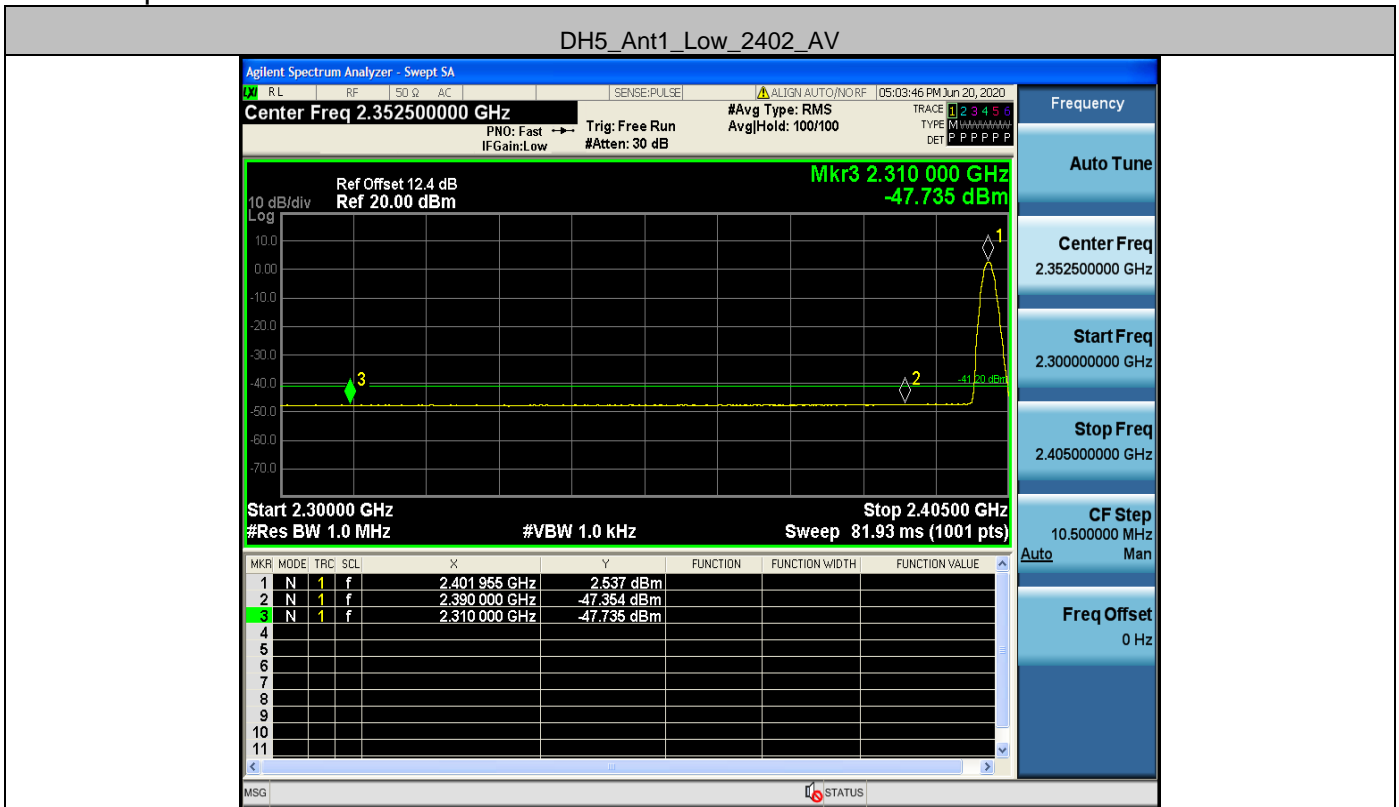 DH5_Ant1_Low_2402_AV
Agilent Spectrum Analyzer - Swept SA
LXI RL RF 50 Ω AC SENSE:PULSE ALIGN AUTO/NO RF 05:03:46 PM Jun 20, 2020
Center Freq 2.352500000 GHz
PNO: Fast
IFGain:Low
Trig: Free Run
#Atten: 30 dB
#Avg Type: RMS
Avg|Hold: 100/100
TRACE 1 2 3 4 5 6
TYPE M WWWWW
DET P P P P P P
Frequency
Auto Tune
Center Freq
2.352500000 GHz
Start Freq
2.300000000 GHz
Stop Freq
2.405000000 GHz
CF Step
10.500000 MHz
Auto Man
Freq Offset
0 Hz
Mkr3 2.310 000 GHz
-47.735 dBm
Ref Offset 12.4 dB
10 dB/div Ref 20.00 dBm
Log
10.0
0.00
-10.0
-20.0
-30.0
-40.0
-50.0
-60.0
-70.0
1
2
3
-41.20 dBm
Start 2.30000 GHz Stop 2.40500 GHz
#Res BW 1.0 MHz #VBW 1.0 kHz Sweep 81.93 ms (1001 pts)
MKR MODE TRC SCL X Y FUNCTION FUNCTION WIDTH FUNCTION VALUE
1 N 1 f 2.401 955 GHz 2.537 dBm
2 N 1 f 2.390 000 GHz -47.354 dBm
3 N 1 f 2.310 000 GHz -47.735 dBm
4
5
6
7
8
9
10
11
MSG STATUS